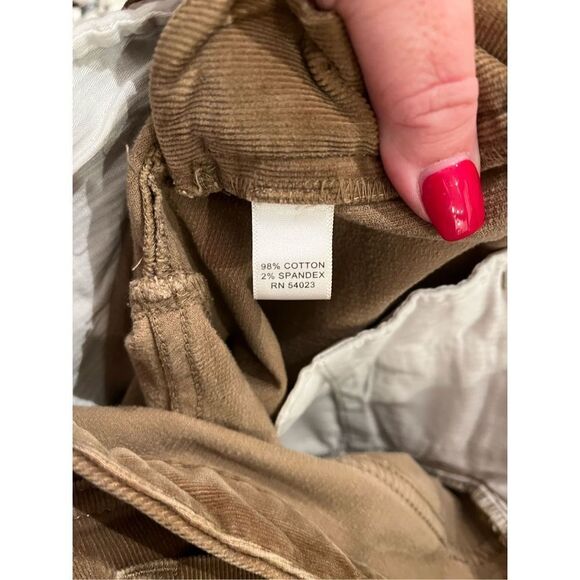 98% COTTON
2% SPANDEX
RN 54023